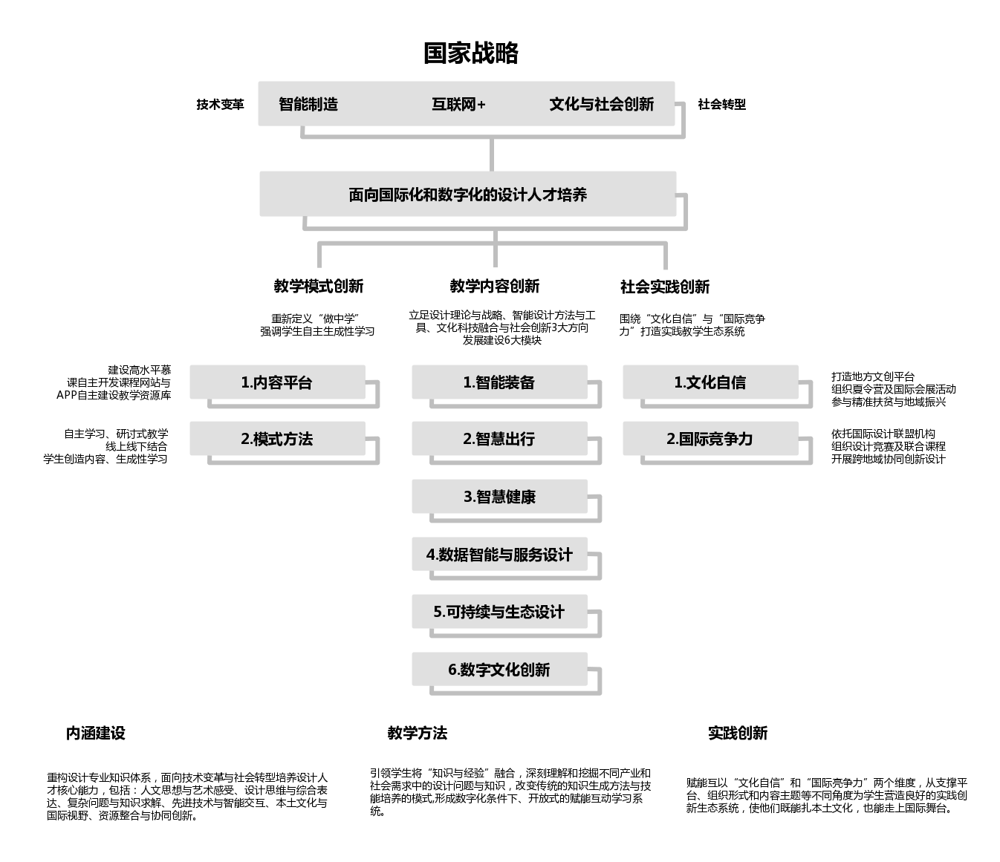 国家战略
技术变革
智能制造
互联网+
文化与社会创新
社会转型
面向国际化和数字化的设计人才培养
教学模式创新
重新定义“做中学”
强调学生自主生成性学习
教学内容创新
立足设计理论与战略、智能设计方法与工
具、文化科技融合与社会创新3大方向
发展建设6大模块
社会实践创新
围绕“文化自信”与“国际竞争
力”打造实践教学生态系统
建设高水平慕
课自主开发课程网站与
APP自主建设教学资源库
1.内容平台
自主学习、研讨式教学
线上线下结合
学生创造内容、生成性学习
2.模式方法
1.智能装备
2.智慧出行
3.智慧健康
4.数据智能与服务设计
5.可持续与生态设计
6.数字文化创新
1.文化自信
打造地方文创平台
组织夏令营及国际会展活动
参与精准扶贫与地域振兴
2.国际竞争力
依托国际设计联盟机构
组织设计竞赛及联合课程
开展跨地域协同创新设计
内涵建设
重构设计专业知识体系，面向技术变革与社会转型培养设计人
才核心能力，包括：人文思想与艺术感受、设计思维与综合表
达、复杂问题与知识求解、先进技术与智能交互、本土文化与
国际视野、资源整合与协同创新。
教学方法
引领学生将“知识与经验”融合，深刻理解和挖掘不同产业和
社会需求中的设计问题与知识，改变传统的知识生成方法与技
能培养的模式,形成数字化条件下、开放式的赋能互动学习系
统。
实践创新
赋能互以“文化自信”和“国际亮争力”两个维度，从支撑平
台、组织形式和内容主题等不同角度为学生营造良好的实践创
新生态系统，使他们既能扎本土文化，也能走上国际舞台。